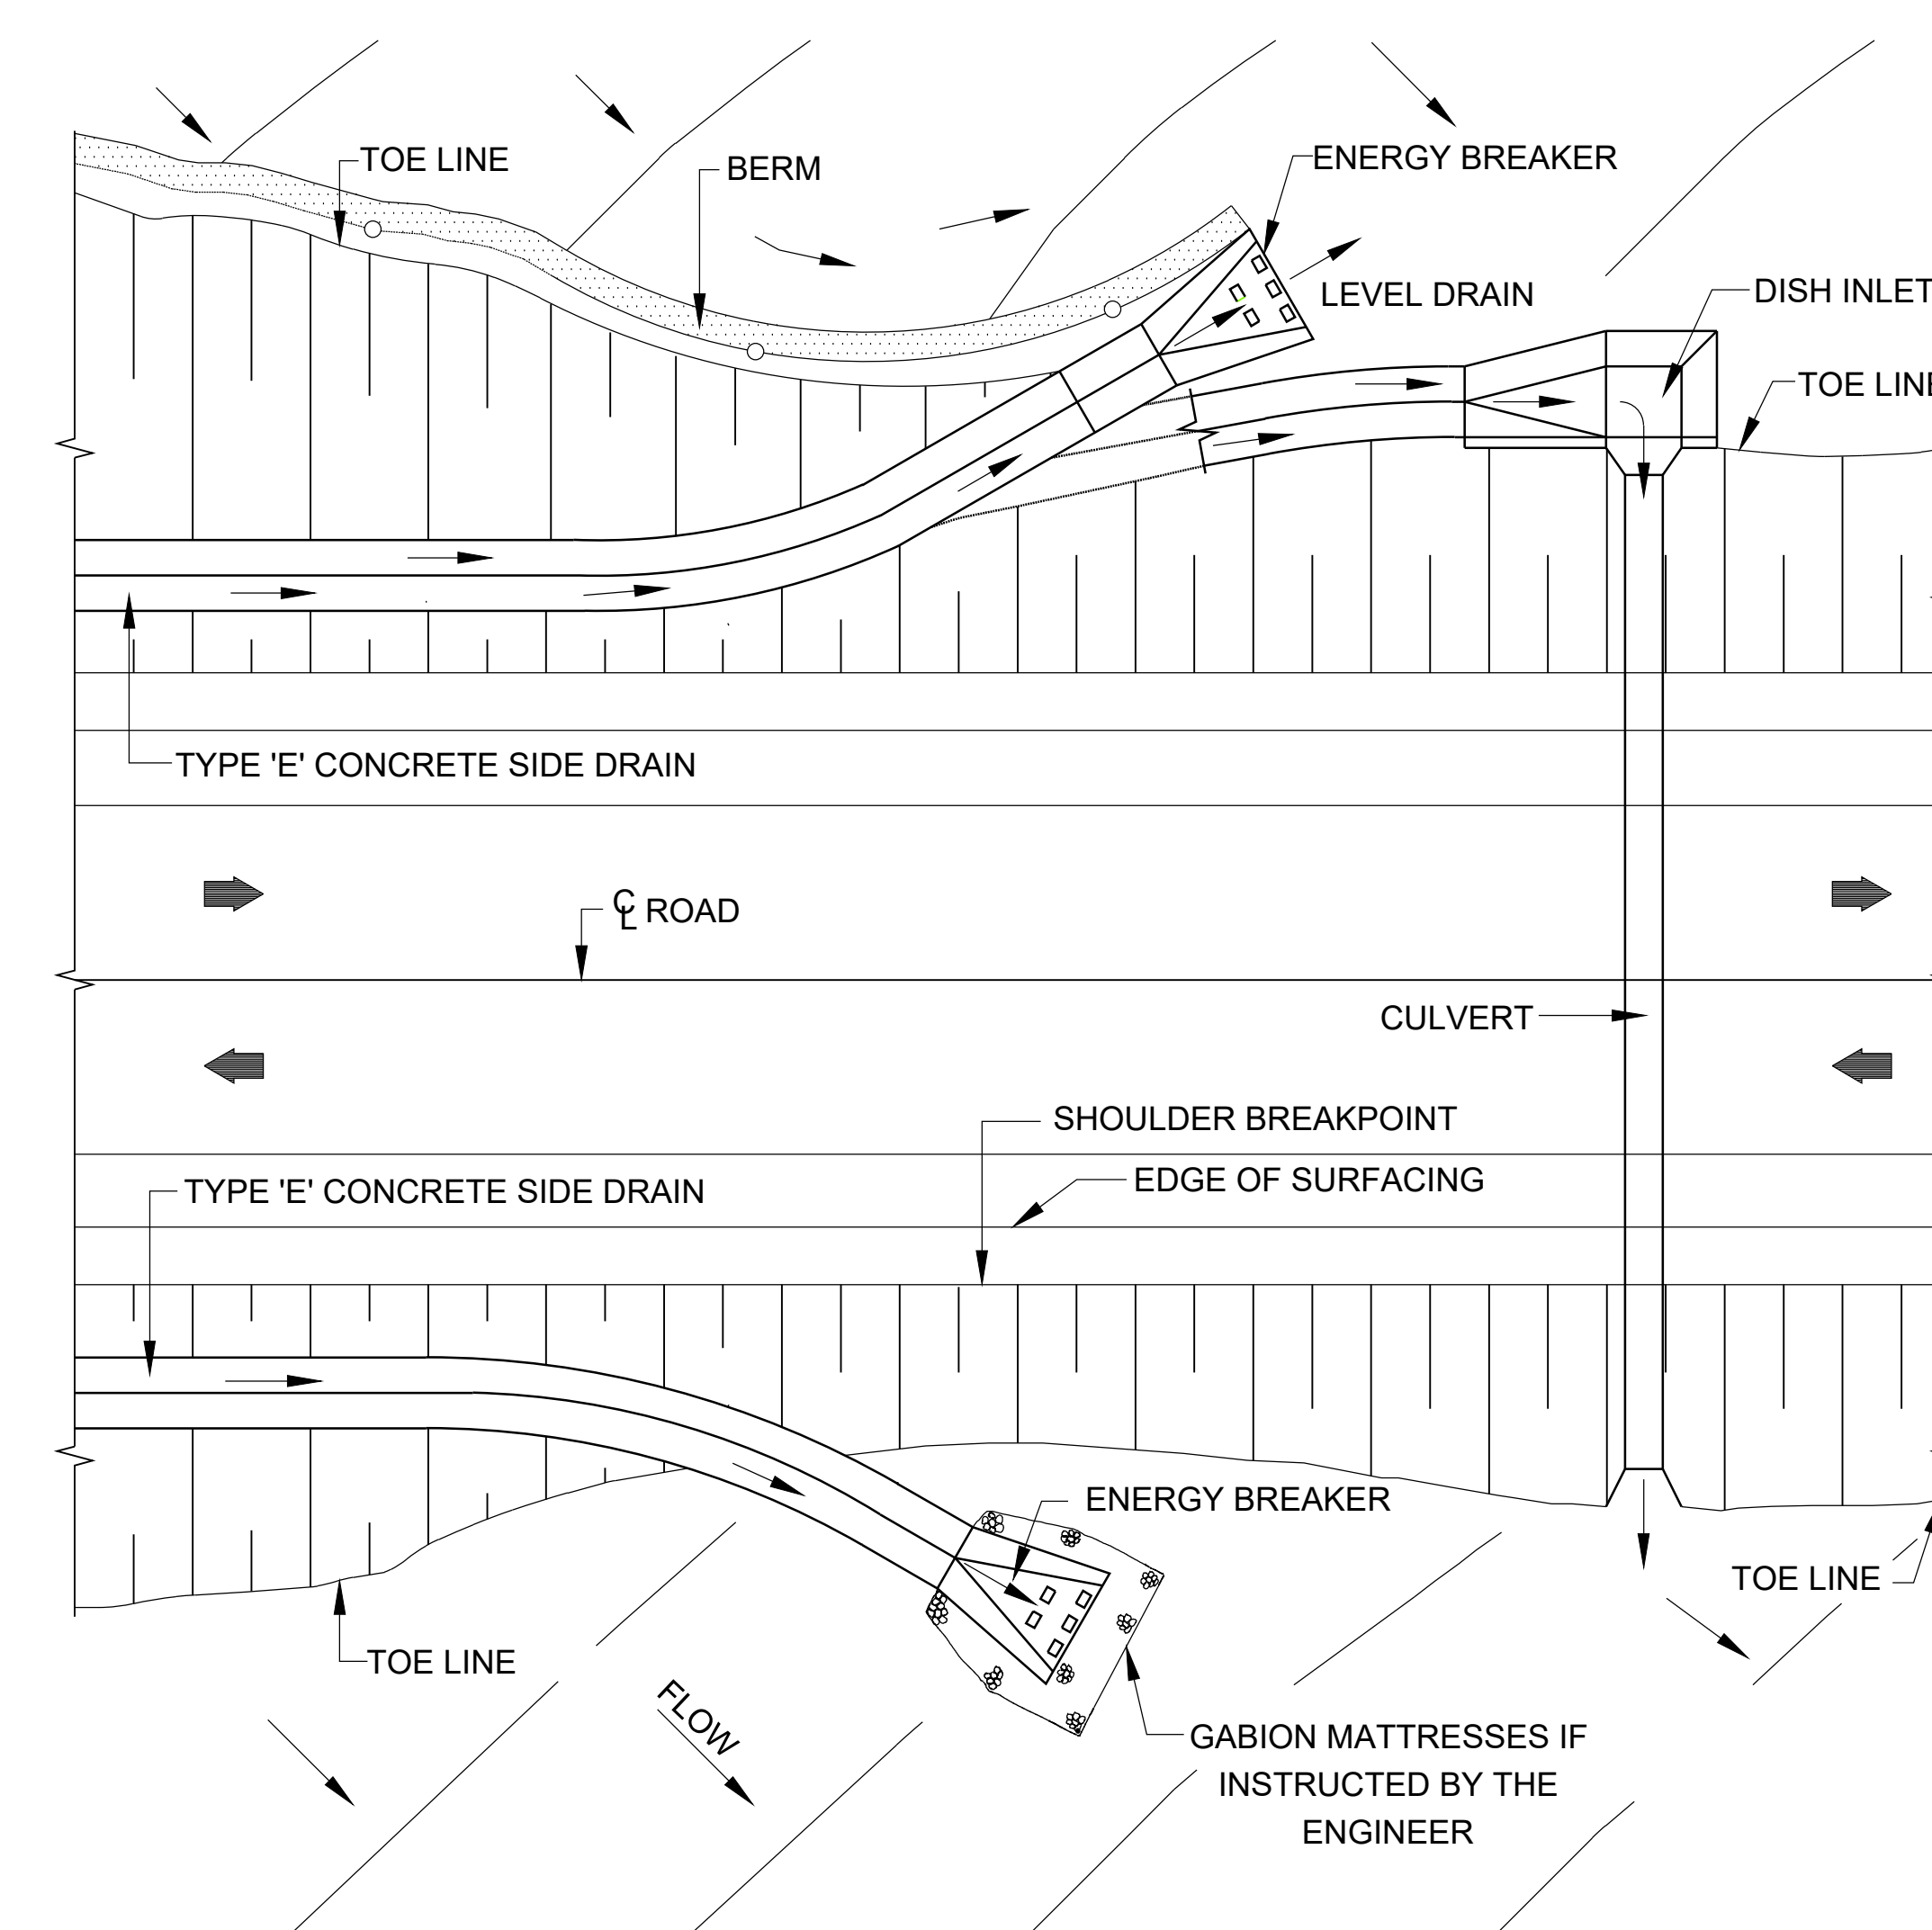 TOE LINE
BERM
ENERGY BREAKER
LEVEL DRAIN
DISH INLET
TOE LINE
TYPE 'E' CONCRETE SIDE DRAIN
℄ ROAD
CULVERT
SHOULDER BREAKPOINT
EDGE OF SURFACING
TYPE 'E' CONCRETE SIDE DRAIN
ENERGY BREAKER
TOE LINE
TOE LINE
FLOW
GABION MATTRESSES IF
INSTRUCTED BY THE
ENGINEER